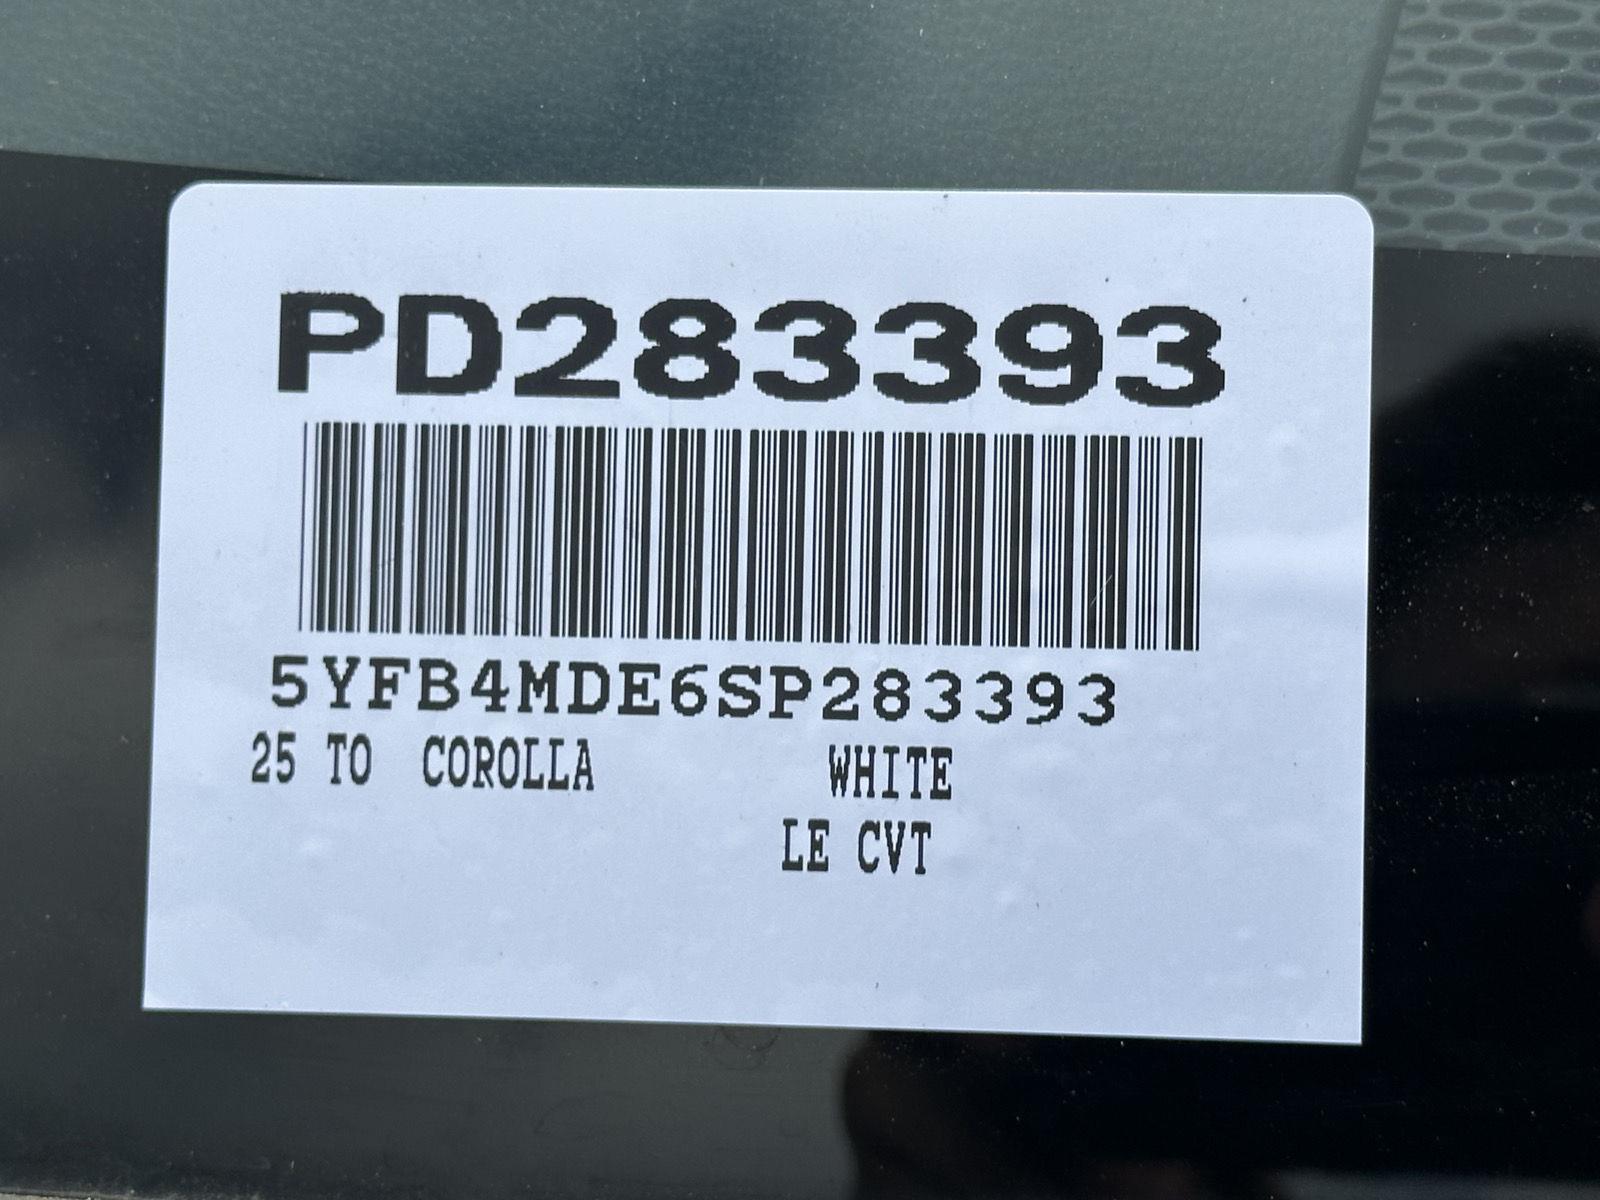 PD283393
5YFB4MDE6SP283393
25 TO COROLLA WHITE
LE CVT